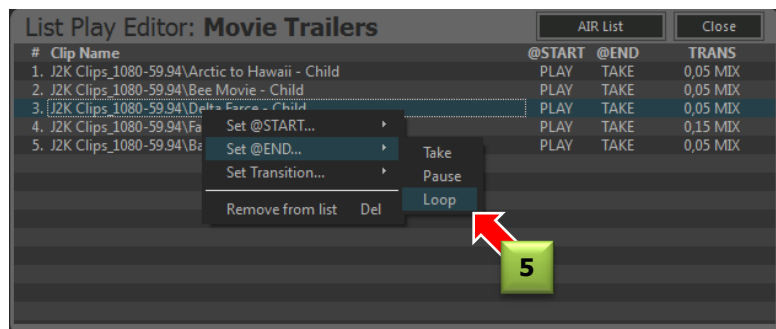 List Play Editor: Movie Trailers AIR List Close
# Clip Name @START @END TRANS
1. J2K Clips_1080-59.94\Arctic to Hawaii - Child PLAY TAKE 0,05 MIX
2. J2K Clips_1080-59.94\Bee Movie - Child PLAY TAKE 0,05 MIX
3. J2K Clips_1080-59.94\Delta Farce - Child PLAY TAKE 0,05 MIX
4. J2K Clips_1080-59.94\Fa PLAY TAKE 0,15 MIX
5. J2K Clips_1080-59.94\Ba PLAY TAKE 0,05 MIX
Set @START...
Set @END...
Set Transition...
Remove from list Del
Take
Pause
Loop
5